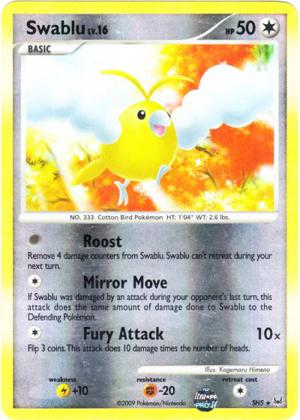 Swablu LV.16
HP 50
BASIC
NO. 333 Cotton Bird Pokémon HT: 1'04" WT: 2.6 lbs.
Roost
Remove 4 damage counters from Swablu. Swablu can't retreat during your
next turn.
Mirror Move
If Swablu was damaged by an attack during your opponent's last turn, this
attack does the same amount of damage done to Swablu to the
Defending Pokémon.
Fury Attack 10×
Flip 3 coins. This attack does 10 damage times the number of heads.
weakness resistance retreat cost
+10 -20
Illus. Kagemaru Himeno
©2009 Pokémon/Nintendo SH5 ★